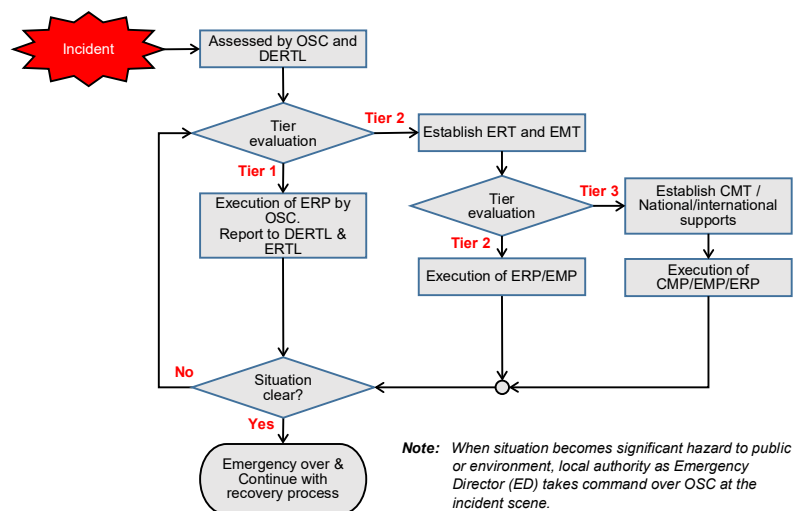 Incident
Assessed by OSC and
DERTL
Tier
evaluation
Tier 2
Establish ERT and EMT
Tier 1
Execution of ERP by
OSC.
Report to DERTL &
ERTL
Tier
evaluation
Tier 3
Establish CMT /
National/international
supports
Tier 2
Execution of ERP/EMP
Execution of
CMP/EMP/ERP
No
Situation
clear?
Yes
Emergency over &
Continue with
recovery process
Note: When situation becomes significant hazard to public
or environment, local authority as Emergency
Director (ED) takes command over OSC at the
incident scene.